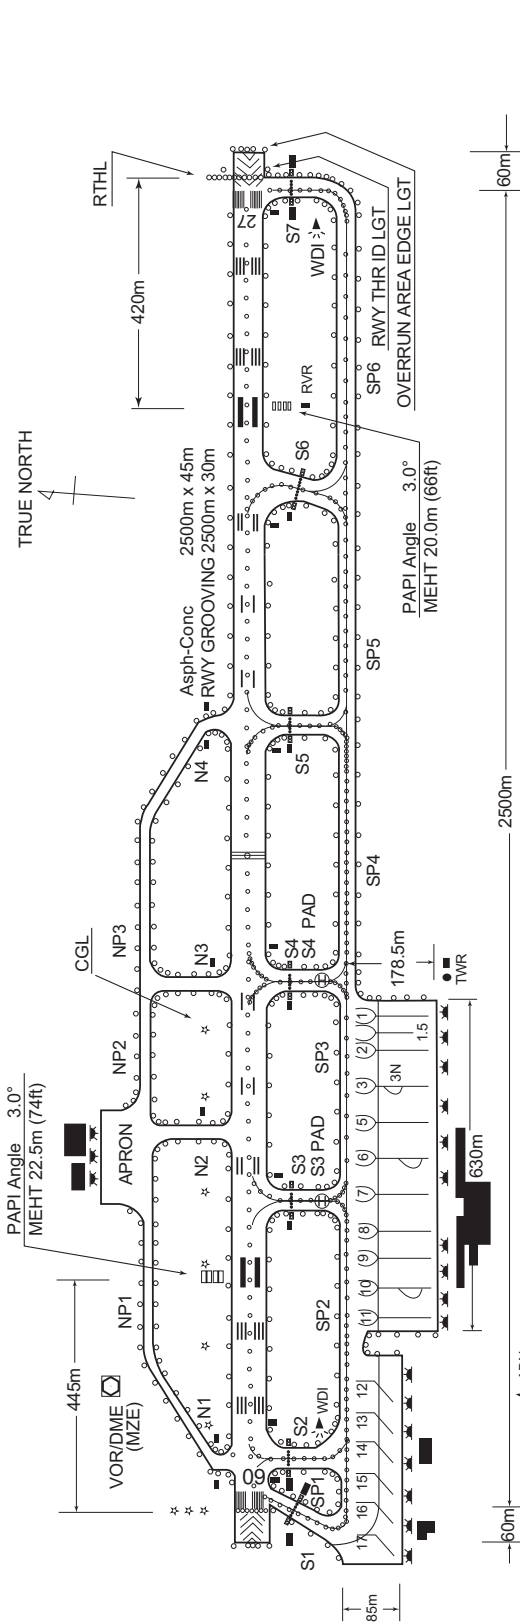 TRUE NORTH
RTHL
420m
60m
27
S7
WDI
RVR
RWY THR ID LGT
OVERRUN AREA EDGE LGT
SP6
S6
PAPI Angle 3.0°
MEHT 20.0m (66ft)
Asph-Conc 2500m x 45m
RWY GROOVING 2500m x 30m
SP5
N4
S5
2500m
NP3
CGL
N3
S4
S4 PAD
SP4
178.5m
TWR
NP2
SP3
1
2
1.5
3
3N
5
6
7
8
9
10
11
630m
PAPI Angle 3.0°
MEHT 22.5m (74ft)
APRON
N2
S3
S3 PAD
NP1
SP2
445m
VOR/DME
(MZE)
N1
S2
WDI
09
SP1
S1
12
13
14
15
16
17
60m
85m